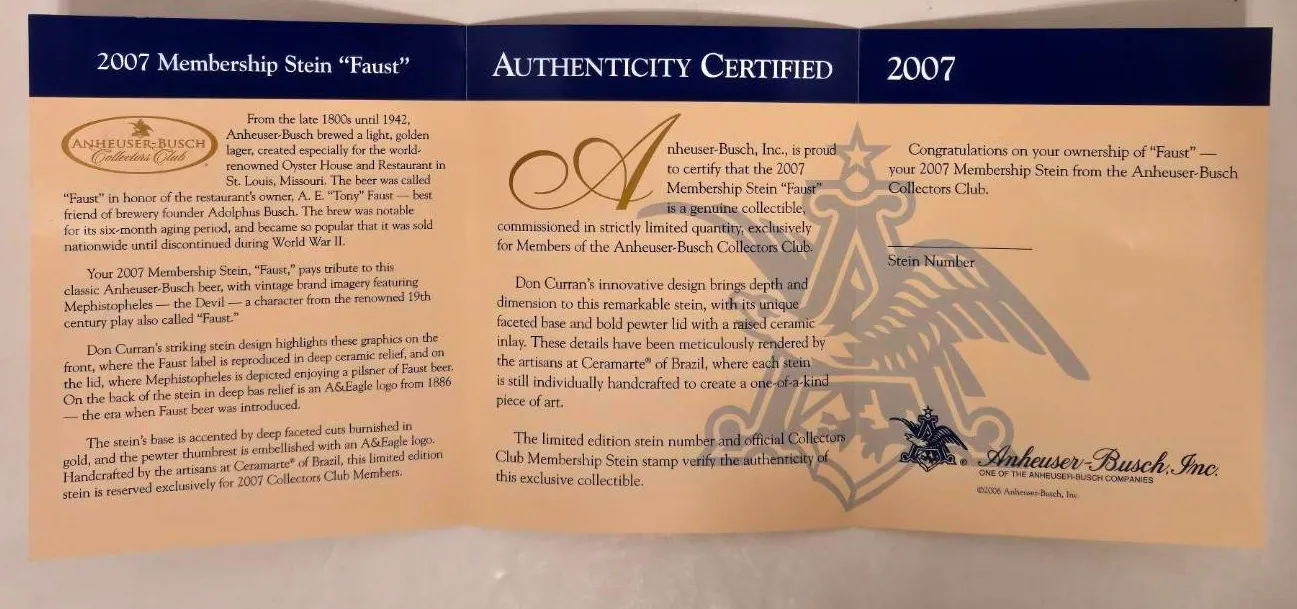 2007 Membership Stein “Faust”
ANHEUSER-BUSCH
Collectors Club
From the late 1800s until 1942,
Anheuser-Busch brewed a light, golden
lager, created especially for the world-
renowned Oyster House and Restaurant in
St. Louis, Missouri. The beer was called
“Faust” in honor of the restaurant’s owner, A. E. “Tony” Faust — best
friend of brewery founder Adolphus Busch. The brew was notable
for its six-month aging period, and became so popular that it was sold
nationwide until discontinued during World War II.
Your 2007 Membership Stein, “Faust,” pays tribute to this
classic Anheuser-Busch beer, with vintage brand imagery featuring
Mephistopheles — the Devil — a character from the renowned 19th
century play also called “Faust.”
Don Curran’s striking stein design highlights these graphics on the
front, where the Faust label is reproduced in deep ceramic relief, and on
the lid, where Mephistopheles is depicted enjoying a pilsner of Faust beer.
On the back of the stein in deep bas relief is an A&Eagle logo from 1886
— the era when Faust beer was introduced.
The stein’s base is accented by deep faceted cuts burnished in
gold, and the pewter thumbrest is embellished with an A&Eagle logo.
Handcrafted by the artisans at Ceramarte® of Brazil, this limited edition
stein is reserved exclusively for 2007 Collectors Club Members.
AUTHENTICITY CERTIFIED
Anheuser-Busch, Inc., is proud
to certify that the 2007
Membership Stein “Faust”
is a genuine collectible,
commissioned in strictly limited quantity, exclusively
for Members of the Anheuser-Busch Collectors Club.
Don Curran’s innovative design brings depth and
dimension to this remarkable stein, with its unique
faceted base and bold pewter lid with a raised ceramic
inlay. These details have been meticulously rendered by
the artisans at Ceramarte® of Brazil, where each stein
is still individually handcrafted to create a one-of-a-kind
piece of art.
The limited edition stein number and official Collectors
Club Membership Stein stamp verify the authenticity of
this exclusive collectible.
2007
Congratulations on your ownership of “Faust” —
your 2007 Membership Stein from the Anheuser-Busch
Collectors Club.
Stein Number
® Anheuser-Busch, Inc.
ONE OF THE ANHEUSER-BUSCH COMPANIES
©2006 Anheuser-Busch, Inc.